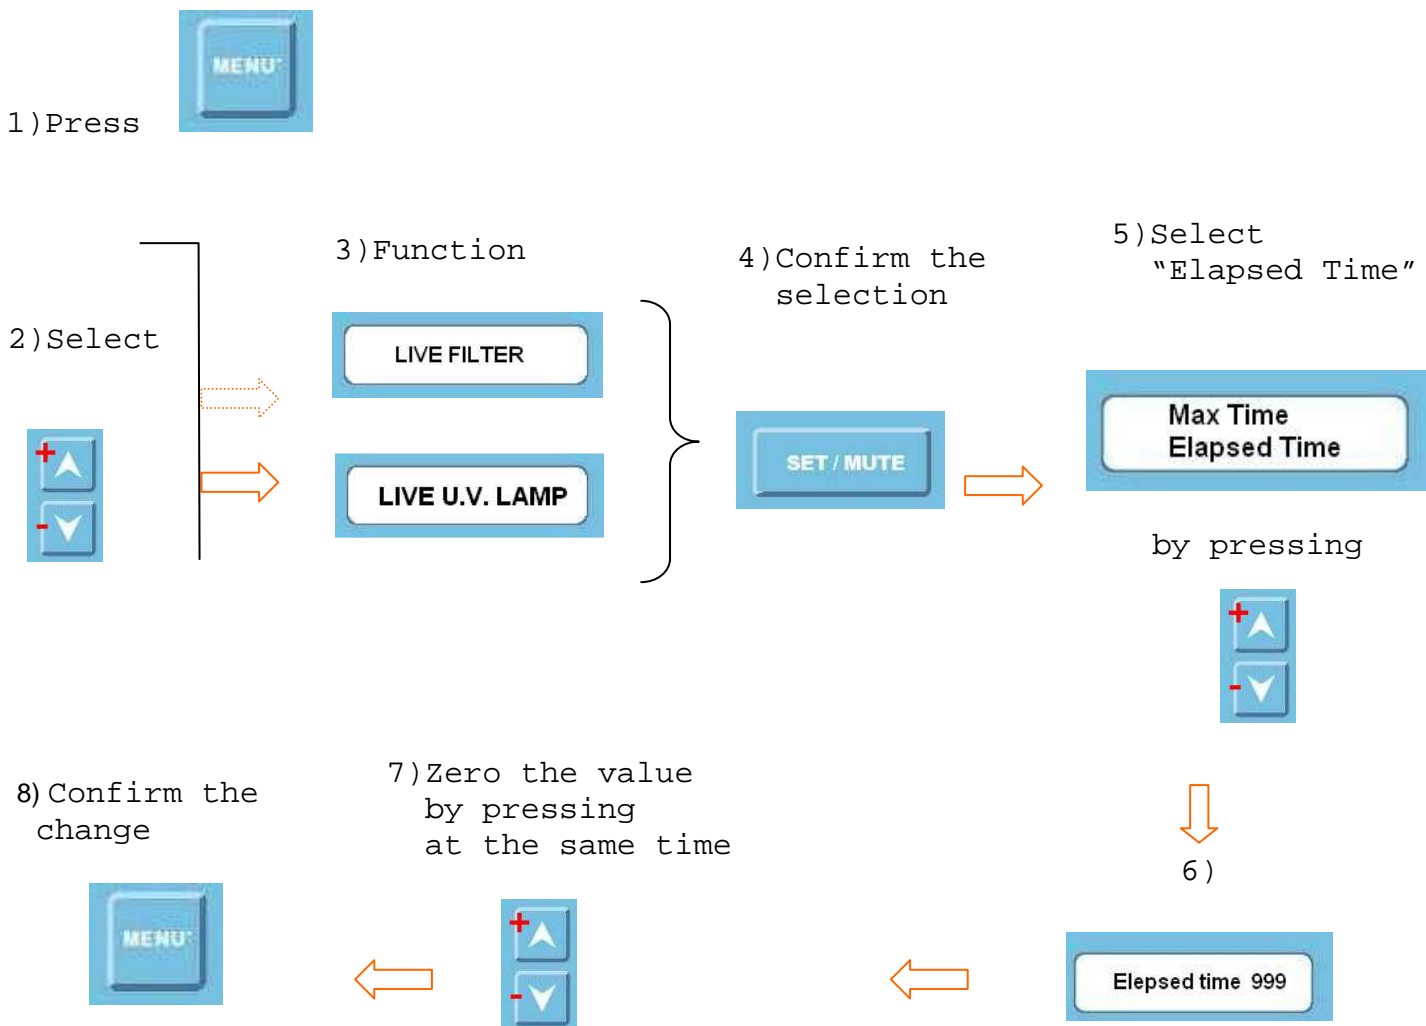 1)Press
MENU'
2)Select
+
-
3)Function
LIVE FILTER
LIVE U.V. LAMP
4)Confirm the
selection
SET / MUTE
5)Select
“Elapsed Time”
Max Time
Elapsed Time
by pressing
+
-
6)
Elepsed time 999
7)Zero the value
by pressing
at the same time
+
-
8)Confirm the
change
MENU'